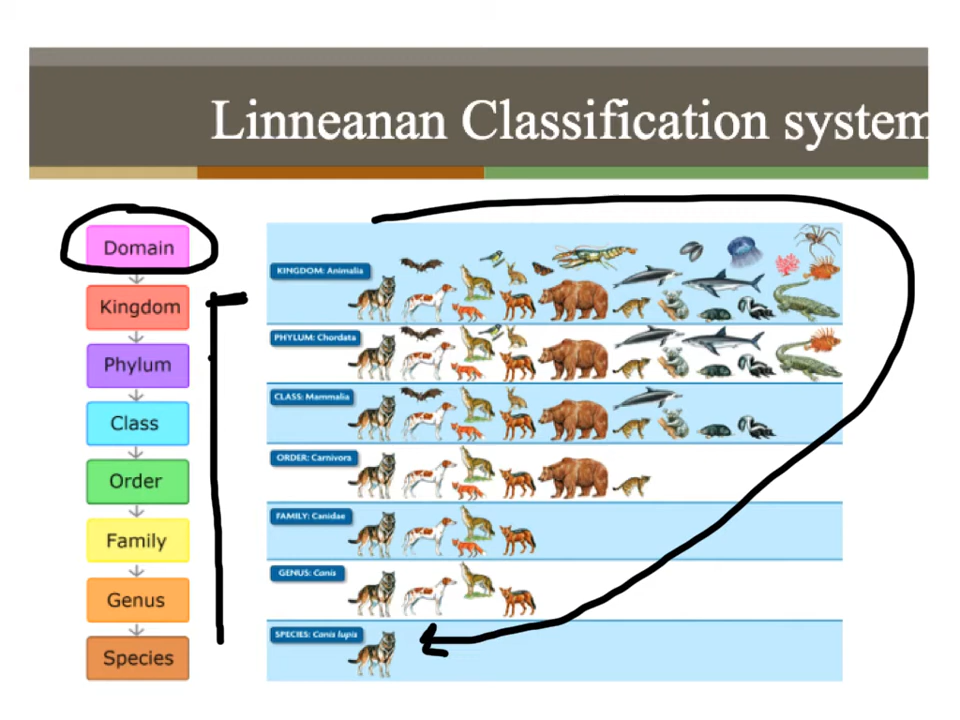 Linneanan Classification system
Domain
Kingdom
Phylum
Class
Order
Family
Genus
Species
KINGDOM: Animalia
PHYLUM: Chordata
CLASS: Mammalia
ORDER: Carnivora
FAMILY: Canidae
GENUS: Canis
SPECIES: Canis lupis